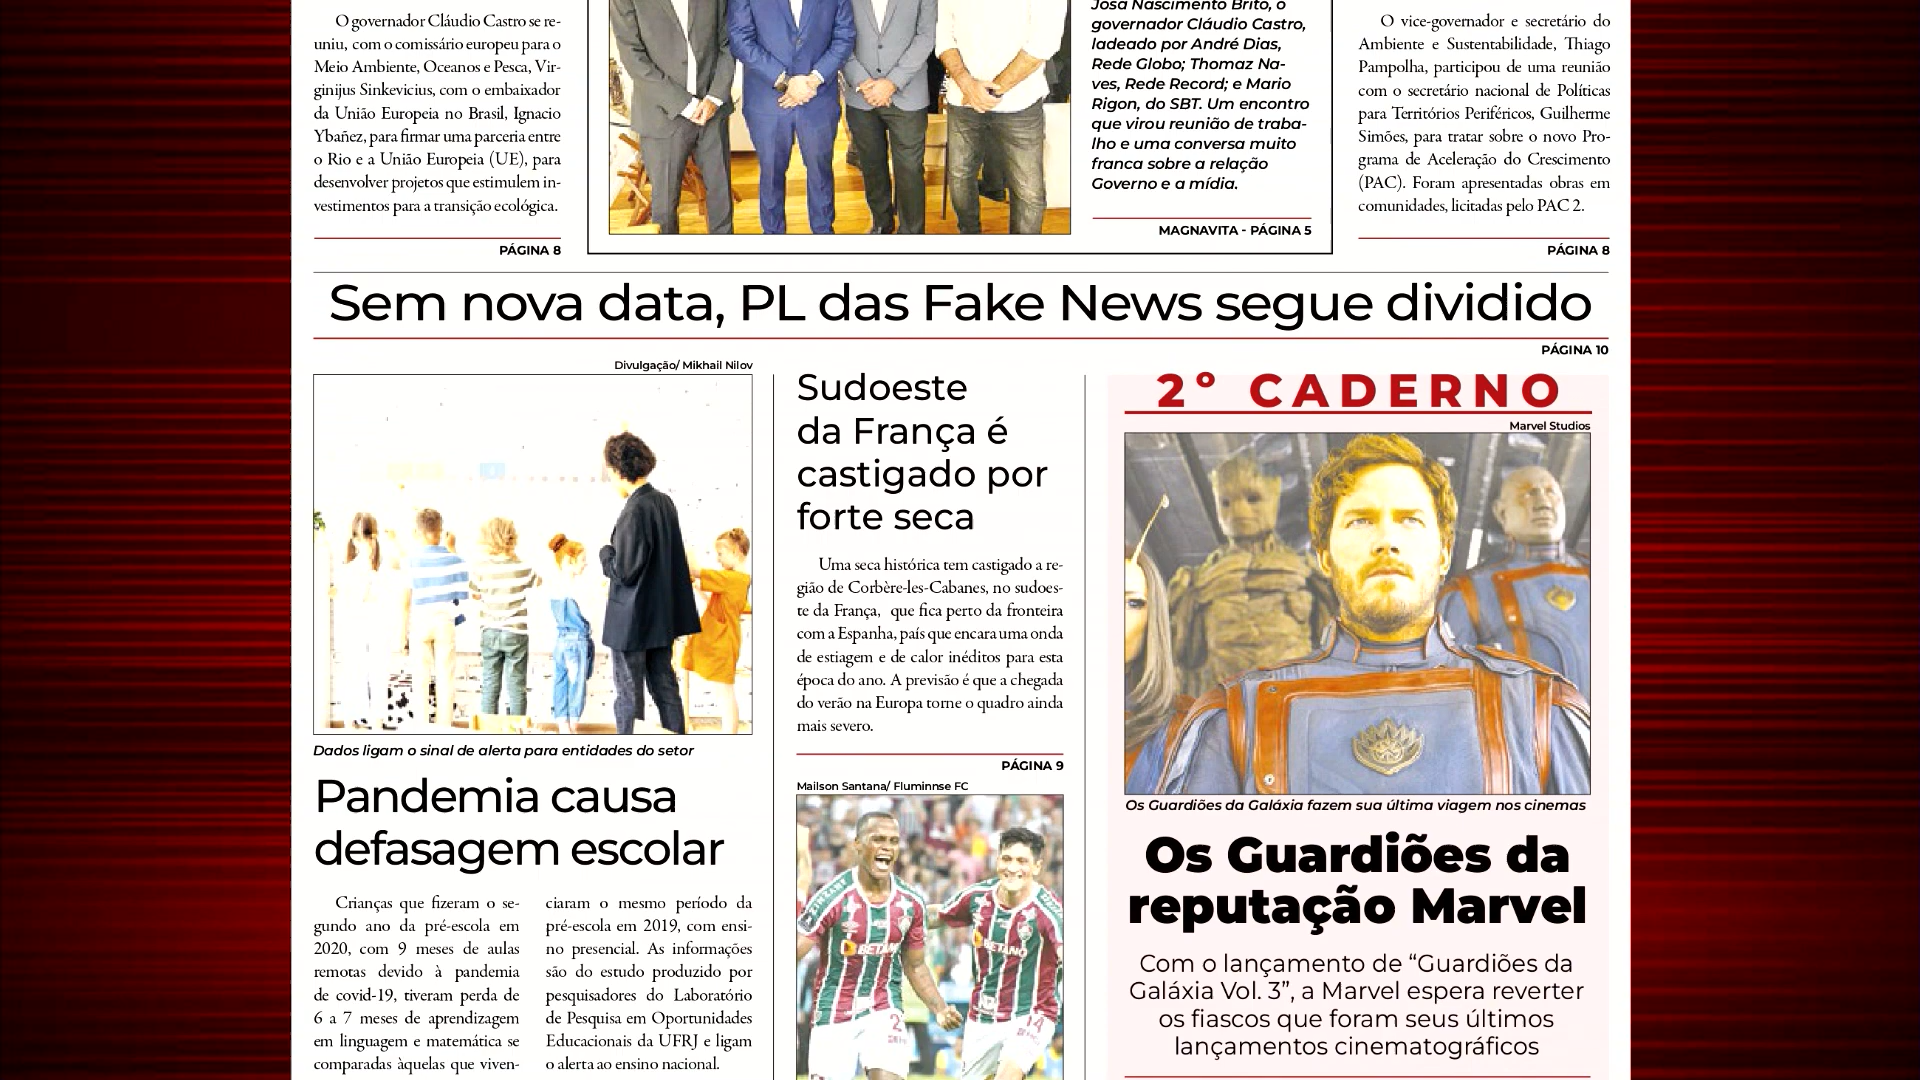 O governador Cláudio Castro se re-
uniu, com o comissário europeu para o
Meio Ambiente, Oceanos e Pesca, Vir-
ginijus Sinkevicius, com o embaixador
da União Europeia no Brasil, Ignacio
Ybañez, para firmar uma parceria entre
o Rio e a União Europeia (UE), para
desenvolver projetos que estimulem in-
vestimentos para a transição ecológica.
PÁGINA 8
Josa Nascimento Brito, o
governador Cláudio Castro,
ladeado por André Dias,
Rede Globo; Thomaz Na-
ves, Rede Record; e Mario
Rigon, do SBT. Um encontro
que virou reunião de traba-
lho e uma conversa muito
franca sobre a relação
Governo e a mídia.
MAGNAVITA - PÁGINA 5
O vice-governador e secretário do
Ambiente e Sustentabilidade, Thiago
Pampolha, participou de uma reunião
com o secretário nacional de Políticas
para Territórios Periféricos, Guilherme
Simões, para tratar sobre o novo Pro-
grama de Aceleração do Crescimento
(PAC). Foram apresentadas obras em
comunidades, licitadas pelo PAC 2.
PÁGINA 8
Sem nova data, PL das Fake News segue dividido
PÁGINA 10
Divulgação/ Mikhail Nilov
Dados ligam o sinal de alerta para entidades do setor
Pandemia causa
defasagem escolar
Crianças que fizeram o se-
gundo ano da pré-escola em
2020, com 9 meses de aulas
remotas devido à pandemia
de covid-19, tiveram perda de
6 a 7 meses de aprendizagem
em linguagem e matemática se
comparadas àquelas que viven-
ciaram o mesmo período da
pré-escola em 2019, com ensi-
no presencial. As informações
são do estudo produzido por
pesquisadores do Laboratório
de Pesquisa em Oportunidades
Educacionais da UFRJ e ligam
o alerta ao ensino nacional.
Sudoeste
da França é
castigado por
forte seca
Uma seca histórica tem castigado a re-
gião de Corbère-les-Cabanes, no sudoes-
te da França, que fica perto da fronteira
com a Espanha, país que encara uma onda
de estiagem e de calor inéditos para esta
época do ano. A previsão é que a chegada
do verão na Europa torne o quadro ainda
mais severo.
PÁGINA 9
Mailson Santana/ Fluminnse FC
BETANO
BETANO
2º CADERNO
Marvel Studios
Os Guardiões da Galáxia fazem sua última viagem nos cinemas
Os Guardiões da
reputação Marvel
Com o lançamento de “Guardiões da
Galáxia Vol. 3”, a Marvel espera reverter
os fiascos que foram seus últimos
lançamentos cinematográficos